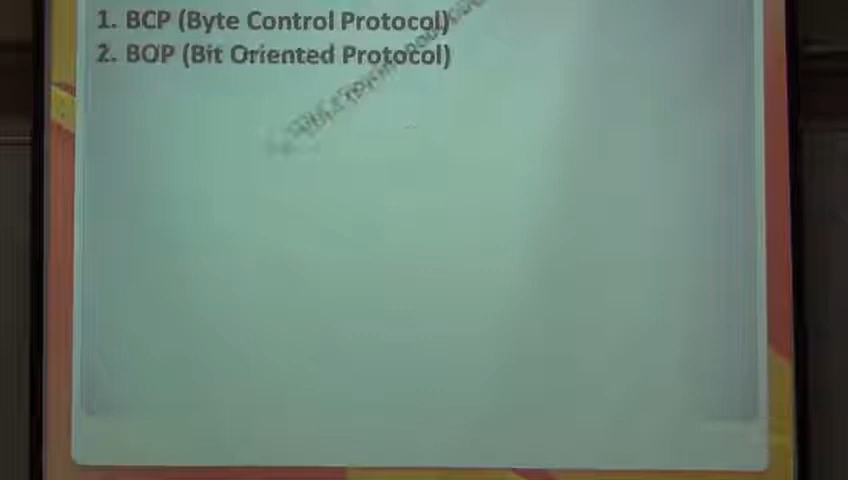 1. BCP (Byte Control Protocol)
2. BOP (Bit Oriented Protocol)